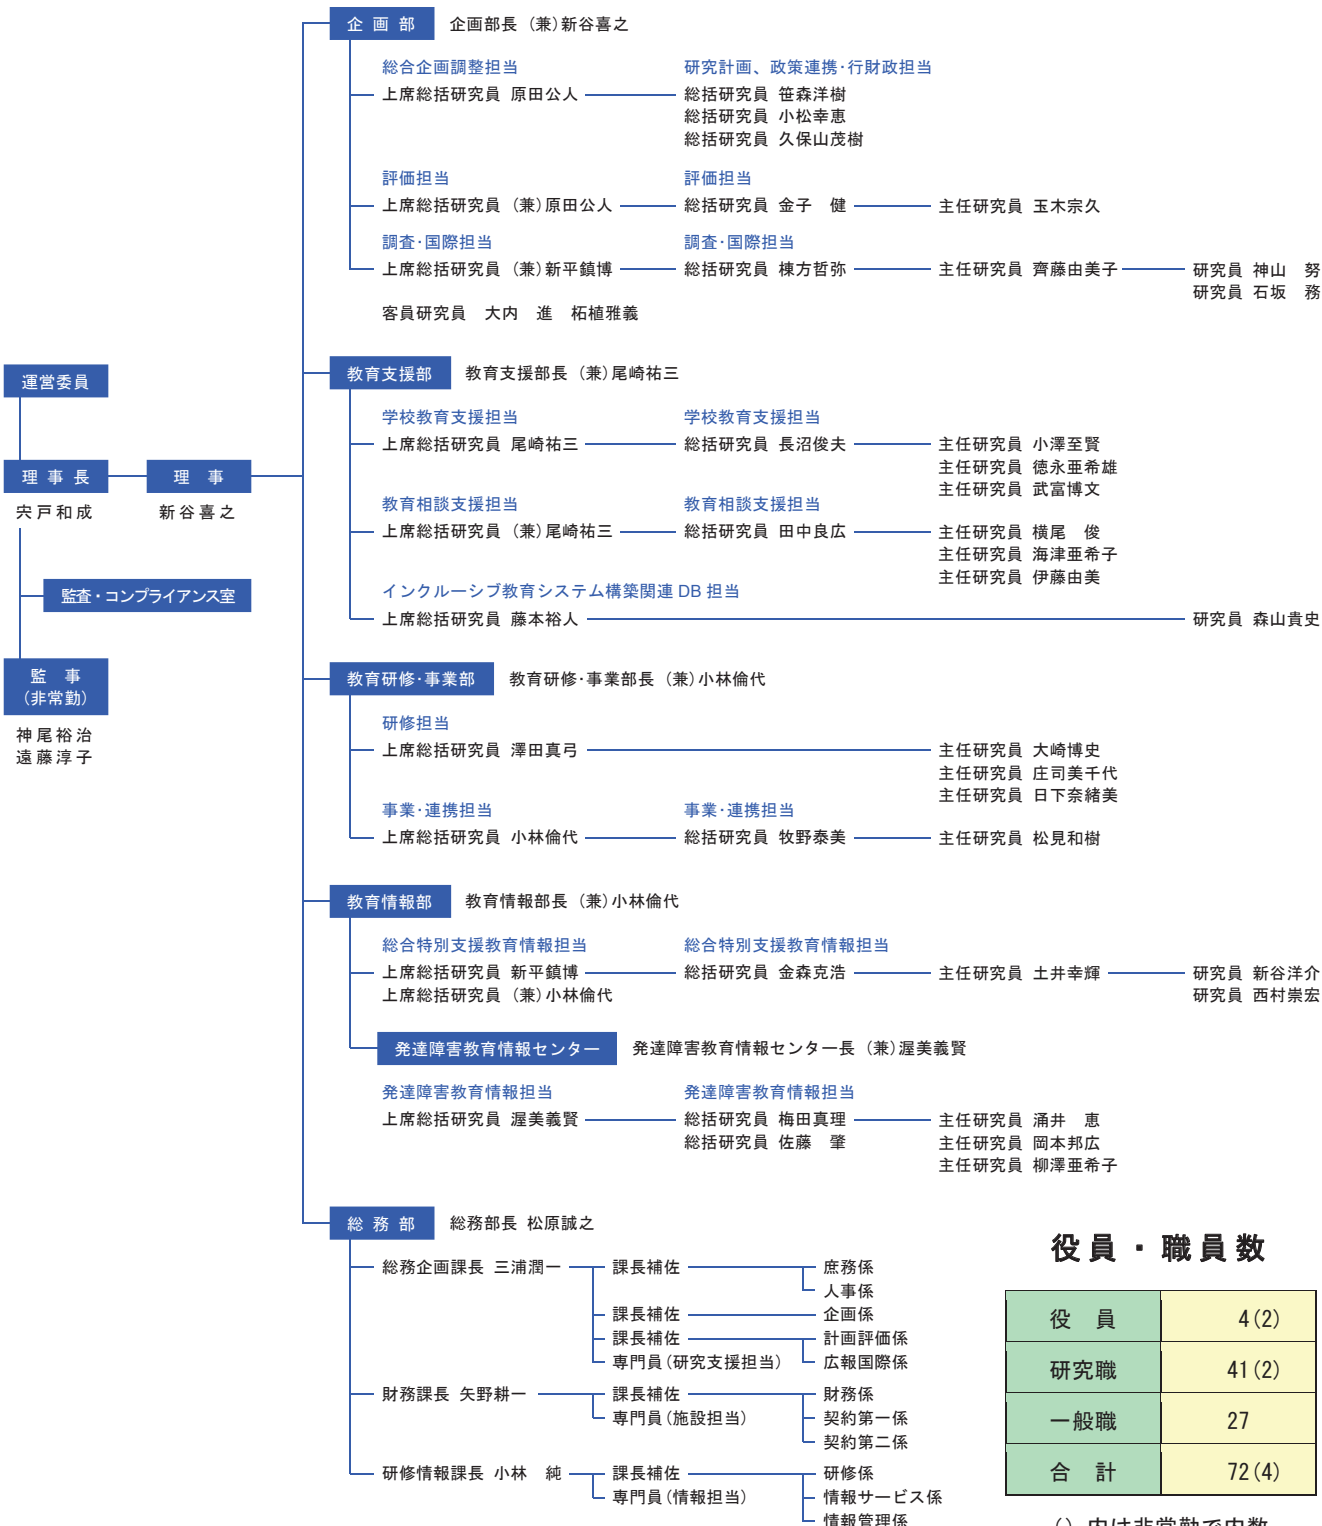 企画部 企画部長（兼）新谷喜之
総合企画調整担当 研究計画、政策連携・行財政担当
上席総括研究員 原田公人 総括研究員 笹森洋樹
総括研究員 小松幸恵
総括研究員 久保山茂樹
評価担当 評価担当
上席総括研究員（兼）原田公人 総括研究員 金子　健 主任研究員 玉木宗久
調査・国際担当 調査・国際担当
上席総括研究員（兼）新平鎮博 総括研究員 棟方哲弥 主任研究員 齊藤由美子 研究員 神山　努
研究員 石坂　務
客員研究員　大内　進　柘植雅義
運営委員
理事長 理　事
宍戸和成 新谷喜之
監査・コンプライアンス室
監　事
（非常勤）
神尾裕治
遠藤淳子
教育支援部 教育支援部長（兼）尾崎祐三
学校教育支援担当 学校教育支援担当
上席総括研究員 尾崎祐三 総括研究員 長沼俊夫 主任研究員 小澤至賢
主任研究員 徳永亜希雄
主任研究員 武富博文
教育相談支援担当 教育相談支援担当
上席総括研究員（兼）尾崎祐三 総括研究員 田中良広 主任研究員 横尾　俊
主任研究員 海津亜希子
主任研究員 伊藤由美
インクルーシブ教育システム構築関連 DB 担当
上席総括研究員 藤本裕人 研究員 森山貴史
教育研修・事業部 教育研修・事業部長（兼）小林倫代
研修担当
上席総括研究員 澤田真弓 主任研究員 大崎博史
主任研究員 庄司美千代
主任研究員 日下奈緒美
事業・連携担当 事業・連携担当
上席総括研究員 小林倫代 総括研究員 牧野泰美 主任研究員 松見和樹
教育情報部 教育情報部長（兼）小林倫代
総合特別支援教育情報担当 総合特別支援教育情報担当
上席総括研究員 新平鎮博 総括研究員 金森克浩 主任研究員 土井幸輝 研究員 新谷洋介
上席総括研究員（兼）小林倫代 研究員 西村崇宏
発達障害教育情報センター 発達障害教育情報センター長（兼）渥美義賢
発達障害教育情報担当 発達障害教育情報担当
上席総括研究員 渥美義賢 総括研究員 梅田真理 主任研究員 涌井　恵
総括研究員 佐藤　肇 主任研究員 岡本邦広
主任研究員 柳澤亜希子
総務部 総務部長 松原誠之
総務企画課長 三浦潤一 課長補佐 庶務係
人事係
課長補佐 企画係
課長補佐 計画評価係
専門員（研究支援担当） 広報国際係
財務課長 矢野耕一 課長補佐 財務係
専門員（施設担当） 契約第一係
契約第二係
研修情報課長 小林　純 課長補佐 研修係
専門員（情報担当） 情報サービス係
情報管理係
役員・職員数
役　員 4(2)
研究職 41(2)
一般職 27
合　計 72(4)
（）内は非常勤で内数